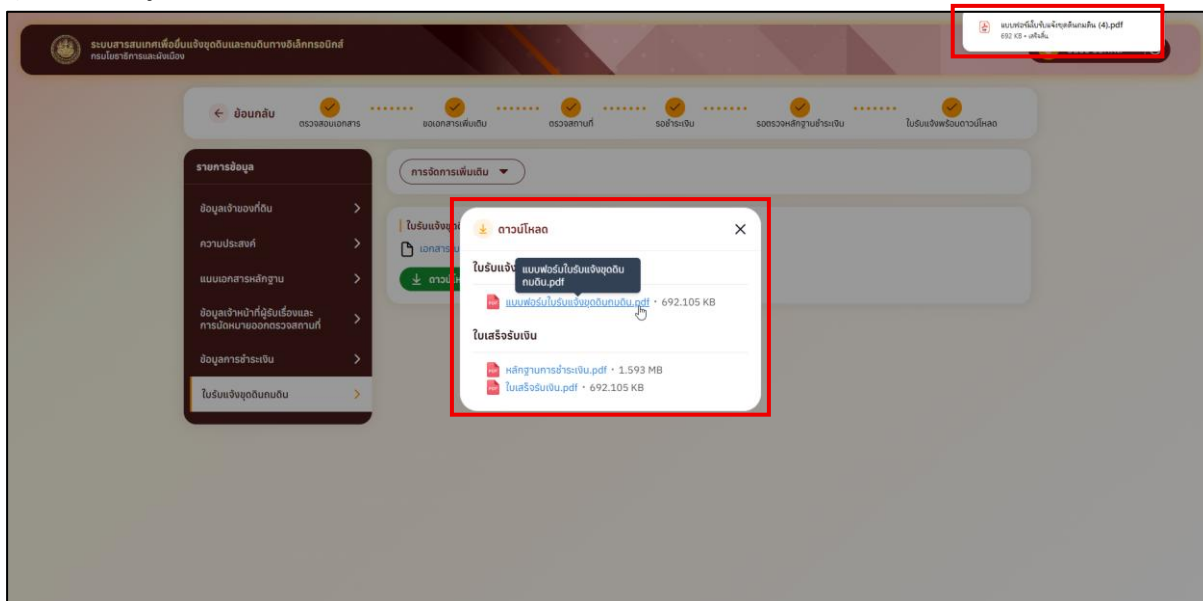 ระบบสารสนเทศเพื่อยื่นแจ้งขุดดินและถมดินทางอิเล็กทรอนิกส์
กรมโยธาธิการและผังเมือง
แบบฟอร์มใบรับแจ้งขุดดินถมดิน (4).pdf
692 KB • เสร็จสิ้น
ย้อนกลับ
ตรวจสอบเอกสาร
ขอเอกสารเพิ่มเติม
ตรวจสถานที่
รอชำระเงิน
รอตรวจหลักฐานชำระเงิน
ใบรับแจ้งพร้อมดาวน์โหลด
รายการข้อมูล
ข้อมูลเจ้าของที่ดิน
ความประสงค์
แนบเอกสารหลักฐาน
ข้อมูลเจ้าหน้าที่ผู้รับเรื่องและ
การนัดหมายออกตรวจสถานที่
ข้อมูลการชำระเงิน
ใบรับแจ้งขุดดินถมดิน
การจัดการเพิ่มเติม
ใบรับแจ้งขุด
ดาวน์โหลด
ใบรับแจ้ง
แบบฟอร์มใบรับแจ้งขุดดิน
ถมดิน.pdf
แบบฟอร์มใบรับแจ้งขุดดินถมดิน.pdf • 692.105 KB
ใบเสร็จรับเงิน
หลักฐานการชำระเงิน.pdf • 1.593 MB
ใบเสร็จรับเงิน.pdf • 692.105 KB